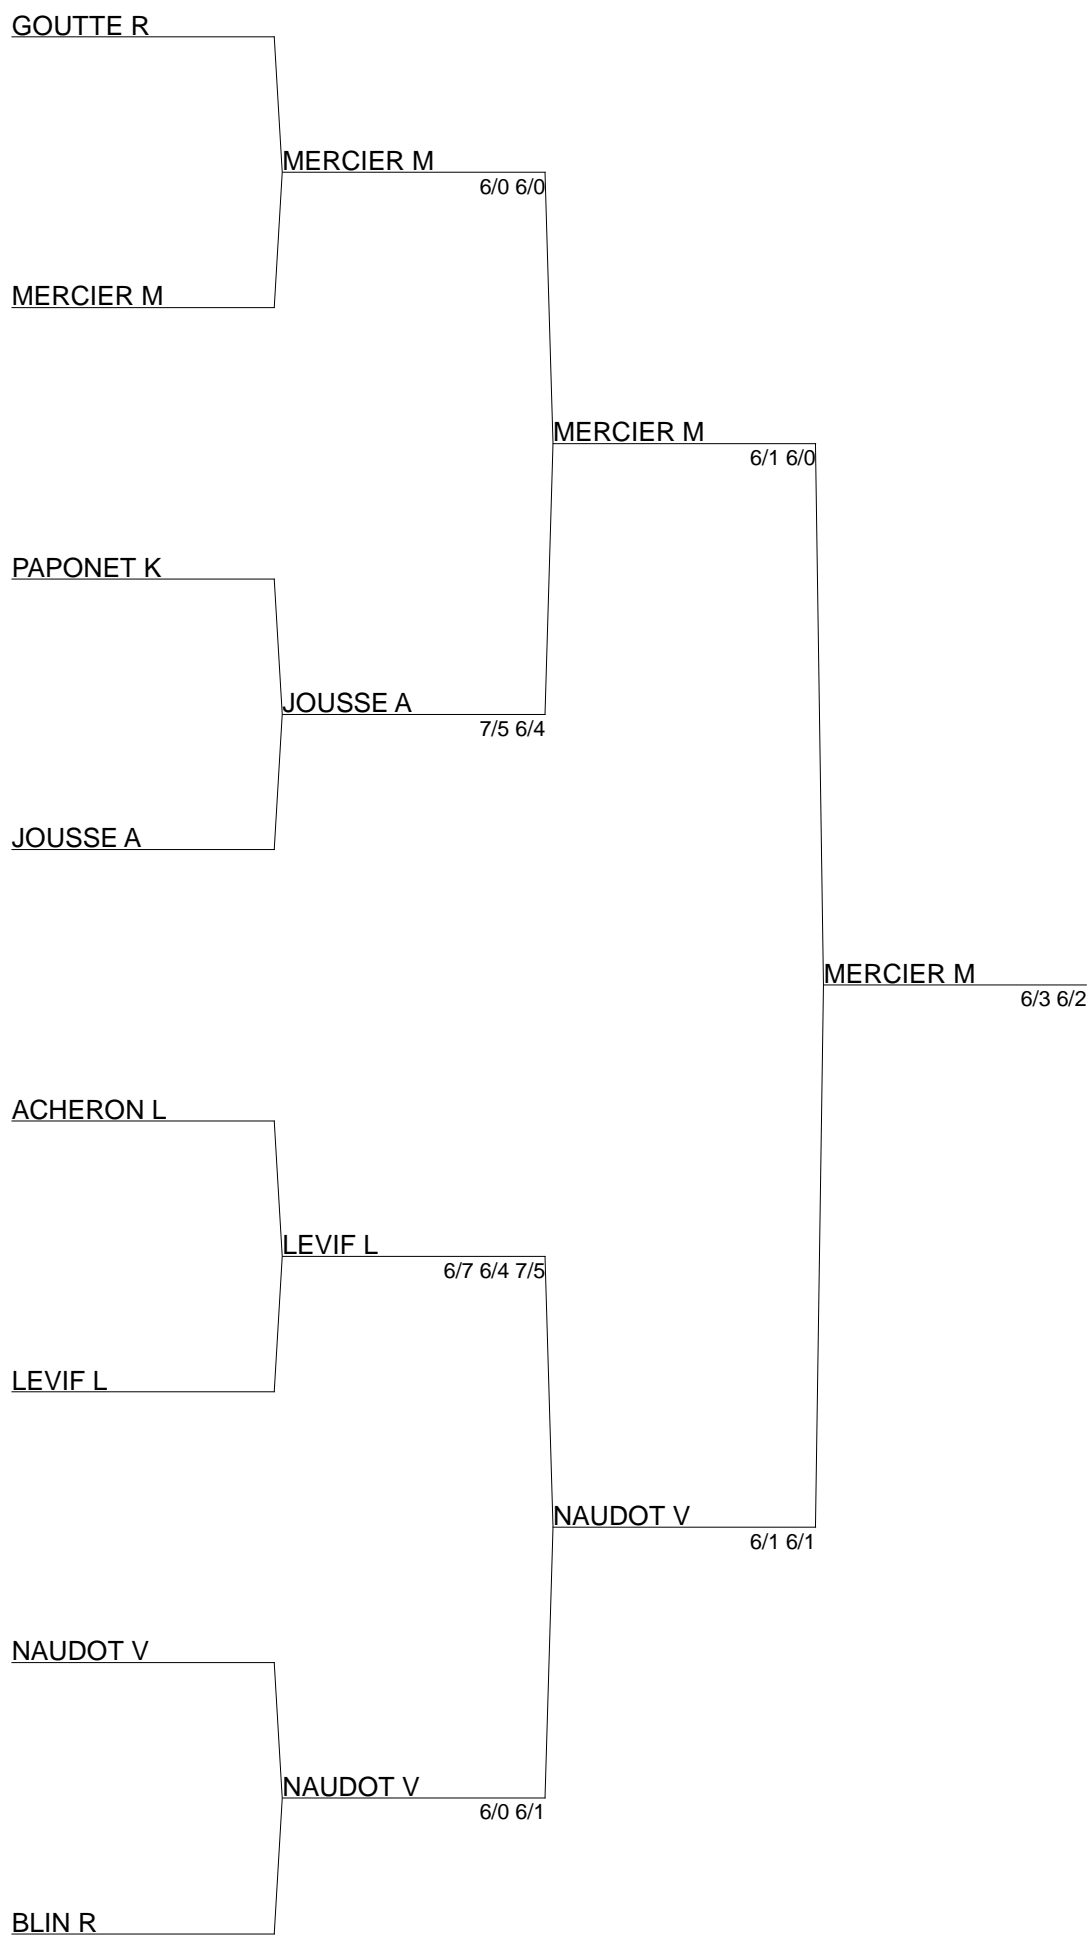 GOUTTE R
MERCIER M
6/0 6/0
MERCIER M
MERCIER M
6/1 6/0
PAPONET K
JOUSSE A
7/5 6/4
JOUSSE A
MERCIER M
6/3 6/2
ACHERON L
LEVIF L
6/7 6/4 7/5
LEVIF L
NAUDOT V
6/1 6/1
NAUDOT V
NAUDOT V
6/0 6/1
BLIN R